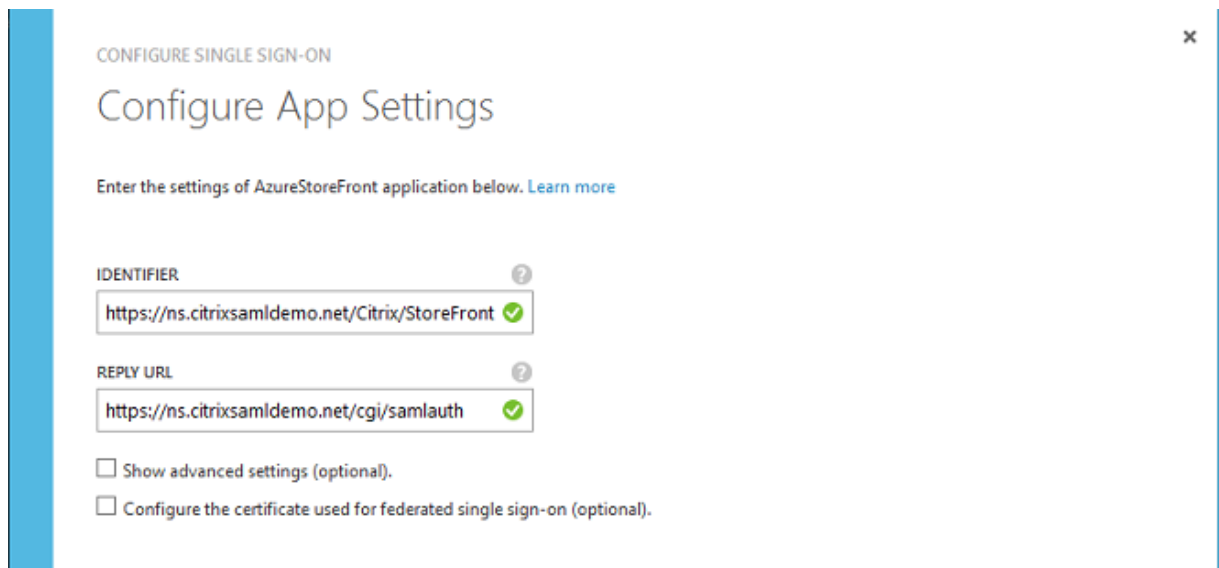 CONFIGURE SINGLE SIGN-ON
Configure App Settings
Enter the settings of AzureStoreFront application below. Learn more
IDENTIFIER
https://ns.citrixsamldemo.net/Citrix/StoreFront
REPLY URL
https://ns.citrixsamldemo.net/cgi/samlauth
Show advanced settings (optional).
Configure the certificate used for federated single sign-on (optional).